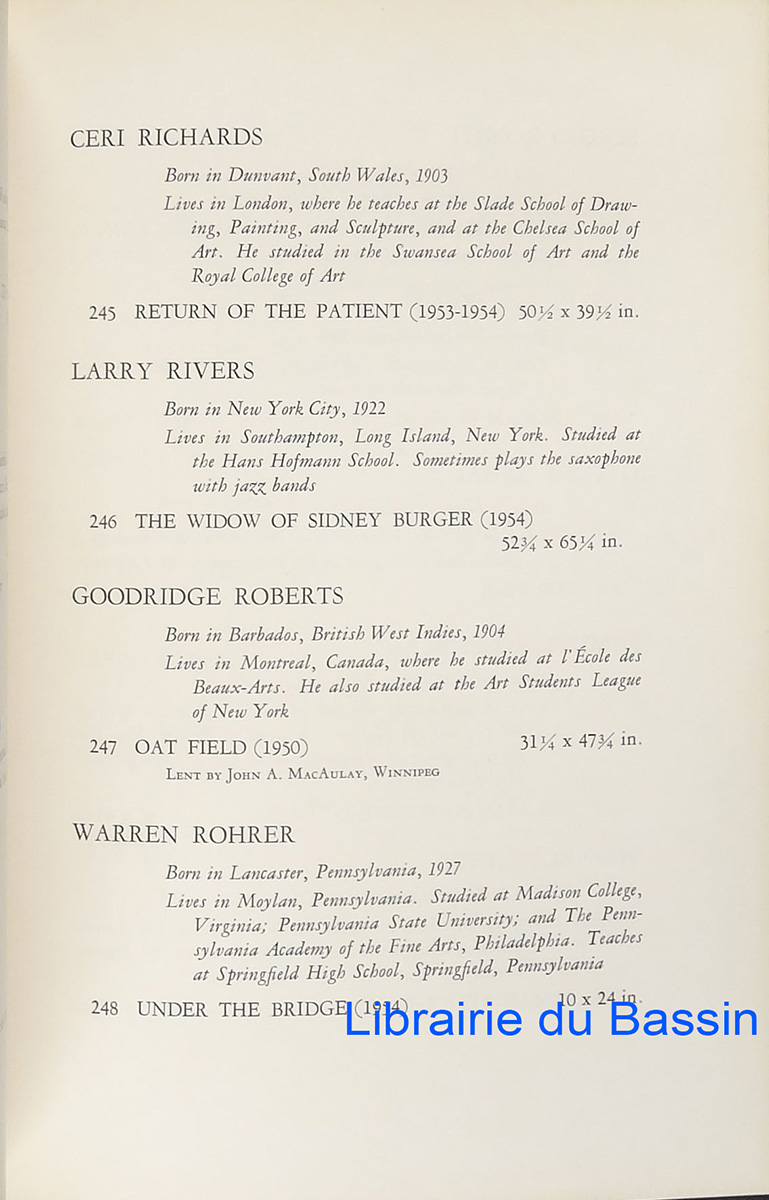 CERI RICHARDS
Born in Dunvant, South Wales, 1903
Lives in London, where he teaches at the Slade School of Draw-
ing, Painting, and Sculpture, and at the Chelsea School of
Art. He studied in the Swansea School of Art and the
Royal College of Art
245 RETURN OF THE PATIENT (1953-1954) 50½ x 39½ in.
LARRY RIVERS
Born in New York City, 1922
Lives in Southampton, Long Island, New York. Studied at
the Hans Hofmann School. Sometimes plays the saxophone
with jazz bands
246 THE WIDOW OF SIDNEY BURGER (1954)
52¾ x 65¼ in.
GOODRIDGE ROBERTS
Born in Barbados, British West Indies, 1904
Lives in Montreal, Canada, where he studied at l'École des
Beaux-Arts. He also studied at the Art Students League
of New York
247 OAT FIELD (1950) 31¼ x 47¾ in.
LENT BY JOHN A. MACAULAY, WINNIPEG
WARREN ROHRER
Born in Lancaster, Pennsylvania, 1927
Lives in Moylan, Pennsylvania. Studied at Madison College,
Virginia; Pennsylvania State University; and The Penn-
sylvania Academy of the Fine Arts, Philadelphia. Teaches
at Springfield High School, Springfield, Pennsylvania
248 UNDER THE BRIDGE (1954) 10 x 24 in.
Librairie du Bassin